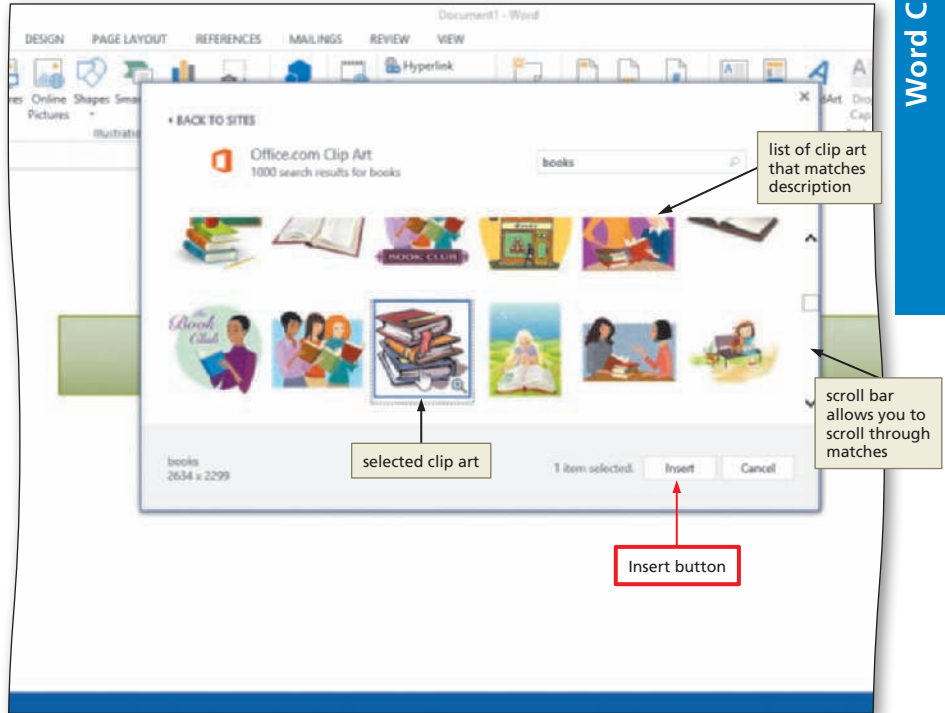 Document1 - Word
DESIGN PAGE LAYOUT REFERENCES MAILINGS REVIEW VIEW
Hyperlink
Online Pictures
Shapes
BACK TO SITES
Office.com Clip Art
1000 search results for books
books
list of clip art
that matches
description
Books
BOOK CLUB
The
Book
Club
scroll bar
allows you to
scroll through
matches
books
2634 x 2299
selected clip art
1 item selected.
Insert
Cancel
Insert button
Word C